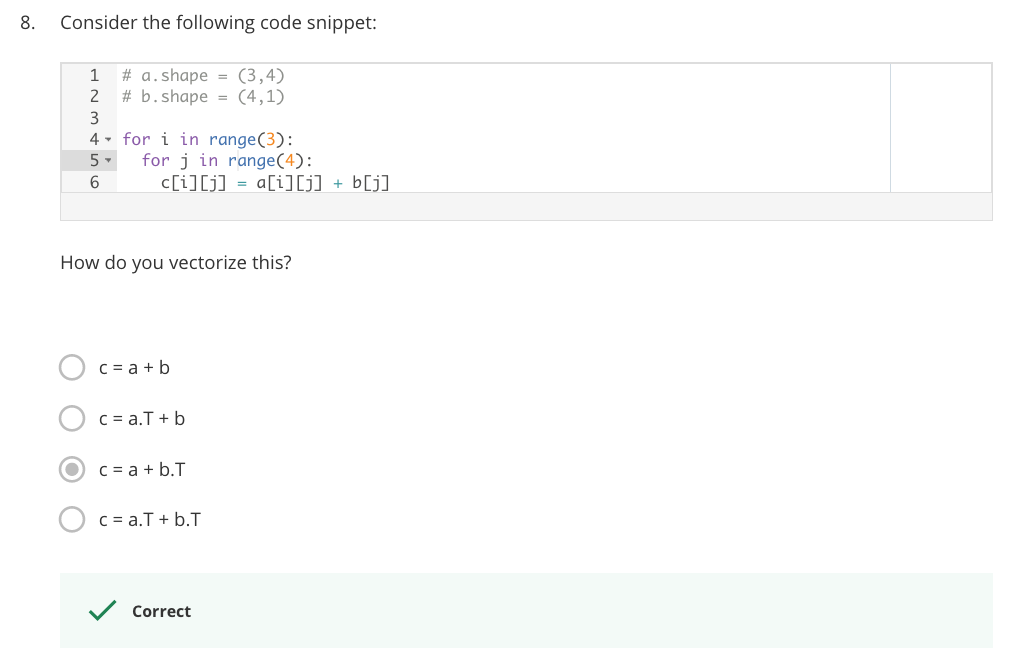 8. Consider the following code snippet:
1 # a.shape = (3,4)
2 # b.shape = (4,1)
3
4 for i in range(3):
5   for j in range(4):
6     c[i][j] = a[i][j] + b[j]
How do you vectorize this?
c = a + b
c = a.T + b
c = a + b.T
c = a.T + b.T
Correct